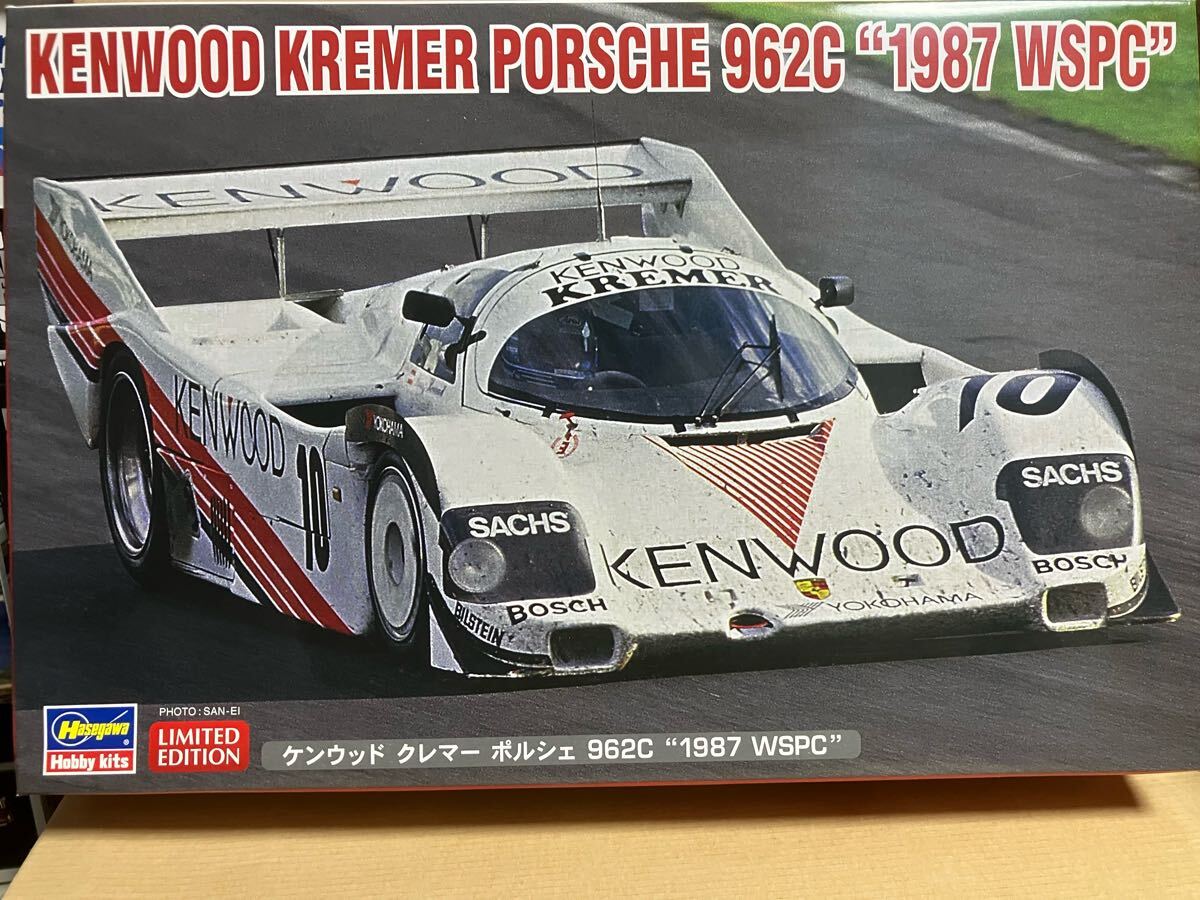 KENWOOD KREMER PORSCHE 962C “1987 WSPC”
KENWOOD
YOKOHAMA
KENWOOD
KREMER
KENWOOD
10
YOKOHAMA
10
SACHS
SACHS
KENWOOD
BOSCH
BOSCH
BILSTEIN
YOKOHAMA
PHOTO : SAN-EI
Hasegawa
Hobby kits
LIMITED
EDITION
ケンウッド クレマー ポルシェ 962C “1987 WSPC”